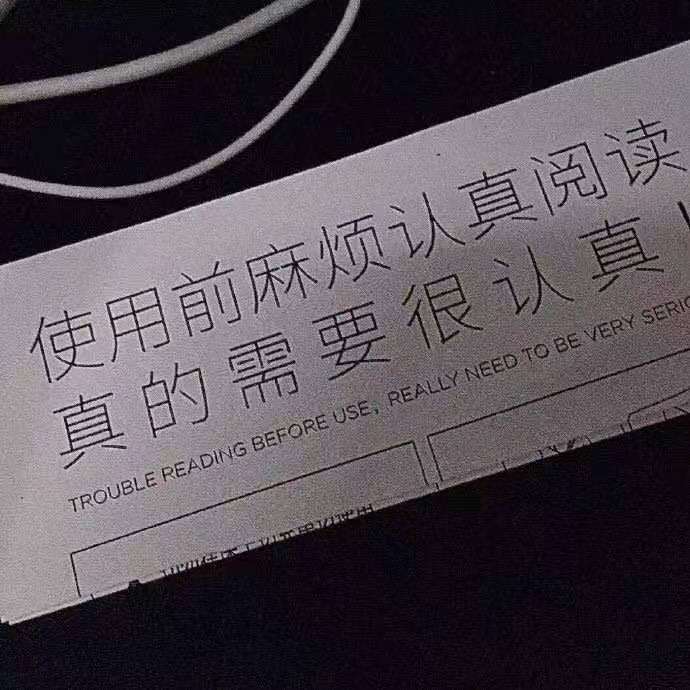 使用前麻烦认真阅读
真的需要很认真！
TROUBLE READING BEFORE USE, REALLY NEED TO BE VERY SERIO